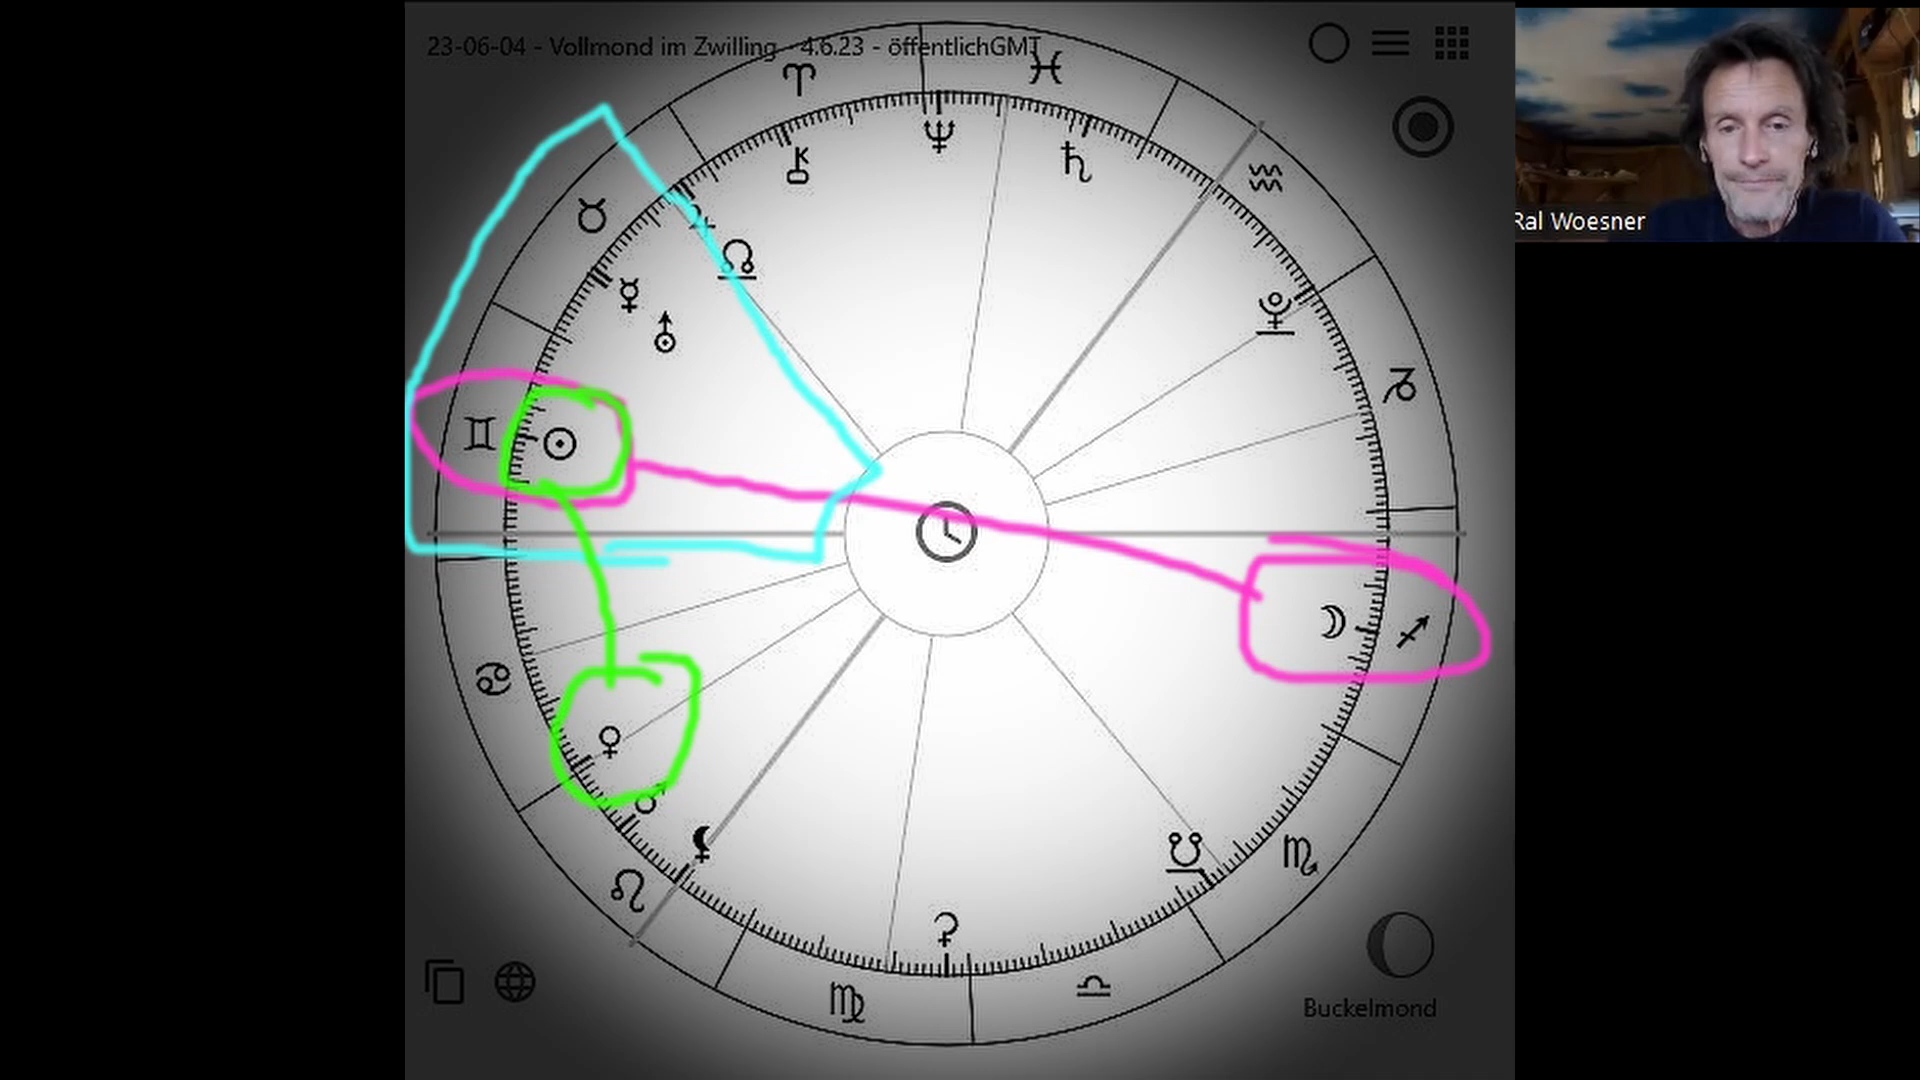 23-06-04 - Vollmond im Zwilling - 4.6.23 - öffentlichGMT
Ral Woesner
Buckelmond